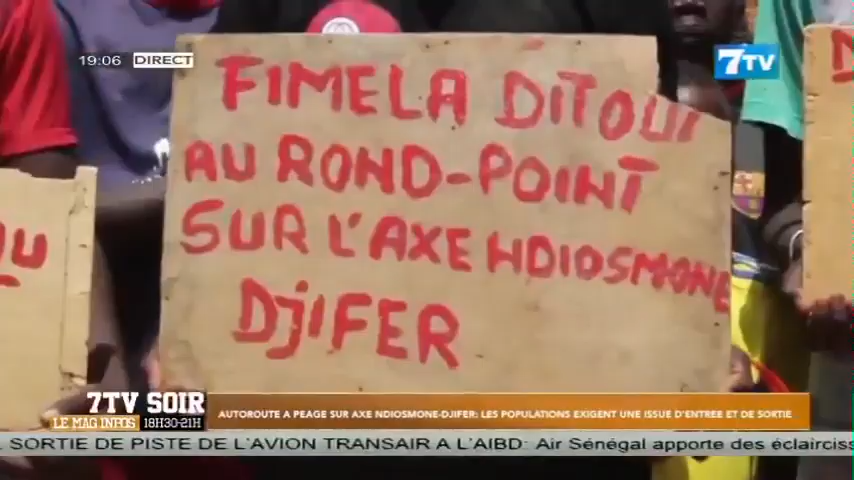 19:06 DIRECT
7TV
FIMELA DIT OUI
AU ROND-POINT
SUR L'AXE NDIOSMONE
DJIFER
7TV SOIR
LE MAG INFOS 18H30-21H
AUTOROUTE A PEAGE SUR AXE NDIOSMONE-DJIFER: LES POPULATIONS EXIGENT UNE ISSUE D'ENTREE ET DE SORTIE
SORTIE DE PISTE DE L'AVION TRANSAIR A L'AIBD: Air Sénégal apporte des éclairciss